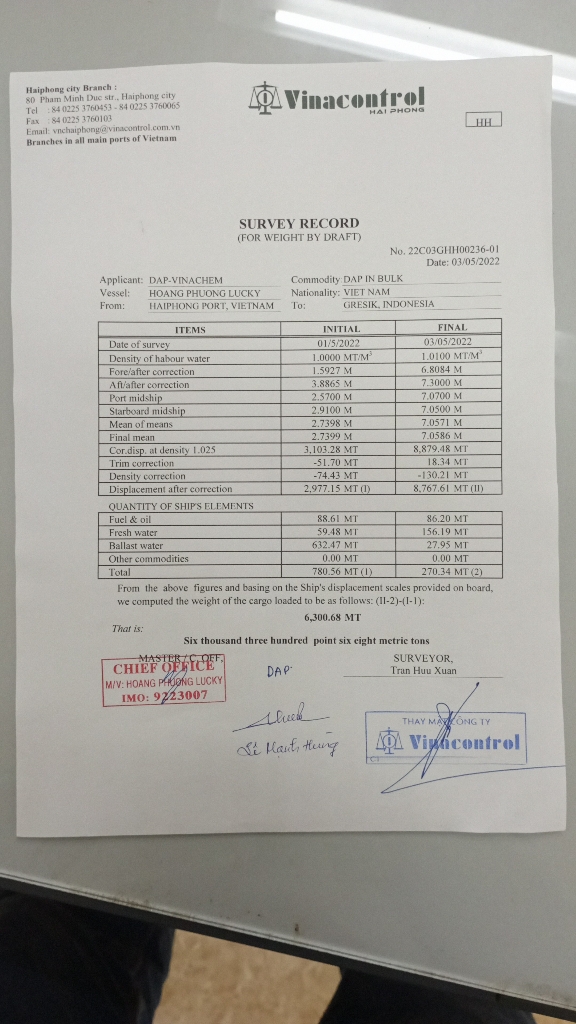 Haiphong city Branch :
80 Pham Minh Duc str., Haiphong city
Tel : 84 0225 3760453 - 84 0225 3760065
Fax : 84 0225 3760103
Email: vnchaiphong@vinacontrol.com.vn
Branches in all main ports of Vietnam
Vinacontrol
HAI PHONG
HH
SURVEY RECORD
(FOR WEIGHT BY DRAFT)
No. 22C03GHH00236-01
Date: 03/05/2022
Applicant: DAP-VINACHEM Commodity DAP IN BULK
Vessel: HOANG PHUONG LUCKY Nationality: VIET NAM
From: HAIPHONG PORT, VIETNAM To: GRESIK, INDONESIA
ITEMS INITIAL FINAL
Date of survey 01/5/2022 03/05/2022
Density of habour water 1.0000 MT/M³ 1.0100 MT/M³
Fore/after correction 1.5927 M 6.8084 M
Aft/after correction 3.8865 M 7.3000 M
Port midship 2.5700 M 7.0700 M
Starboard midship 2.9100 M 7.0500 M
Mean of means 2.7398 M 7.0571 M
Final mean 2.7399 M 7.0586 M
Cor.disp. at density 1.025 3,103.28 MT 8,879.48 MT
Trim correction -51.70 MT 18.34 MT
Density correction -74.43 MT -130.21 MT
Displacement after correction 2,977.15 MT (I) 8,767.61 MT (II)
QUANTITY OF SHIP'S ELEMENTS
Fuel & oil 88.61 MT 86.20 MT
Fresh water 59.48 MT 156.19 MT
Ballast water 632.47 MT 27.95 MT
Other commodities 0.00 MT 0.00 MT
Total 780.56 MT (1) 270.34 MT (2)
From the above figures and basing on the Ship's displacement scales provided on board,
we computed the weight of the cargo loaded to be as follows: (II-2)-(I-1):
6,300.68 MT
That is:
Six thousand three hundred point six eight metric tons
MASTER / C. OFF, SURVEYOR,
Tran Huu Xuan
CHIEF OFFICE
M/V: HOANG PHUONG LUCKY
IMO: 9223007
DAP
Lê Mạnh Hùng
THAY MẶT CÔNG TY
Vinacontrol